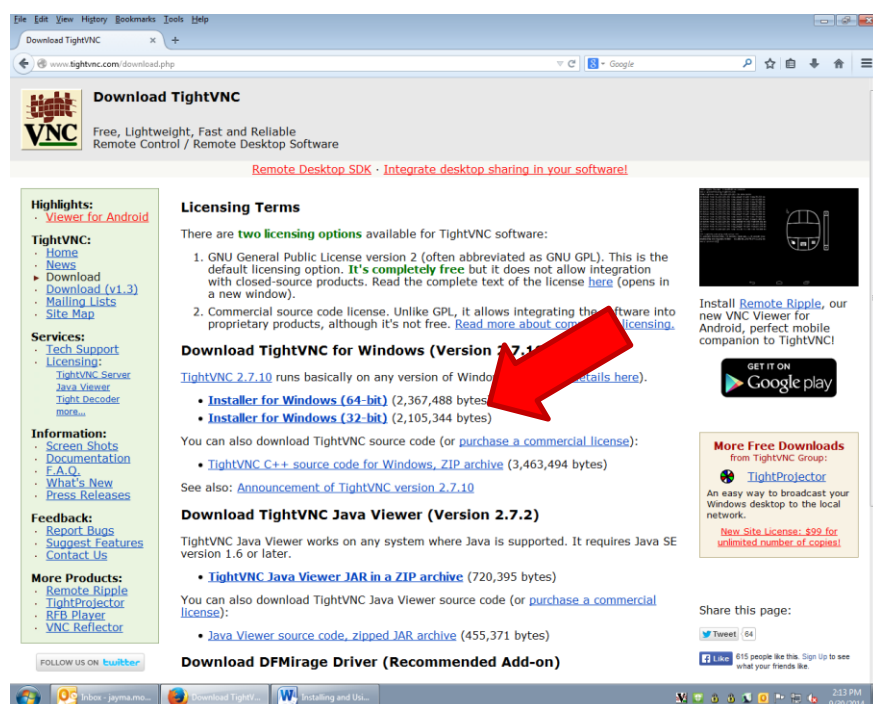 File Edit View History Bookmarks Tools Help
Download TightVNC × +
www.tightvnc.com/download.php
Google
tight
VNC
Download TightVNC
Free, Lightweight, Fast and Reliable
Remote Control / Remote Desktop Software
Remote Desktop SDK · Integrate desktop sharing in your software!
Highlights:
· Viewer for Android
TightVNC:
· Home
· News
▸ Download
· Download (v1.3)
· Mailing Lists
· Site Map
Services:
· Tech Support
· Licensing:
TightVNC Server
Java Viewer
Tight Decoder
more...
Information:
· Screen Shots
· Documentation
· F.A.Q.
· What's New
· Press Releases
Feedback:
· Report Bugs
· Suggest Features
· Contact Us
More Products:
· Remote Ripple
· TightProjector
· RFB Player
· VNC Reflector
FOLLOW US ON twitter
Licensing Terms
There are two licensing options available for TightVNC software:
1. GNU General Public License version 2 (often abbreviated as GNU GPL). This is the
default licensing option. It's completely free but it does not allow integration
with closed-source products. Read the complete text of the license here (opens in
a new window).
2. Commercial source code license. Unlike GPL, it allows integrating the software into
proprietary products, although it's not free. Read more about licensing.
Download TightVNC for Windows (Version
TightVNC 2.7.10 runs basically on any version of details here).
• Installer for Windows (64-bit) (2,367,488 bytes
• Installer for Windows (32-bit) (2,105,344 bytes)
You can also download TightVNC source code (or purchase a commercial license):
• TightVNC C++ source code for Windows, ZIP archive (3,463,494 bytes)
See also: Announcement of TightVNC version 2.7.10
Download TightVNC Java Viewer (Version 2.7.2)
TightVNC Java Viewer works on any system where Java is supported. It requires Java SE
version 1.6 or later.
• TightVNC Java Viewer JAR in a ZIP archive (720,395 bytes)
You can also download TightVNC Java Viewer source code (or purchase a commercial
license):
• Java Viewer source code, zipped JAR archive (455,371 bytes)
Download DFMirage Driver (Recommended Add-on)
Install Remote Ripple, our
new VNC Viewer for
Android, perfect mobile
companion to TightVNC!
GET IT ON
Google play
More Free Downloads
from TightVNC Group:
TightProjector
An easy way to broadcast your
Windows desktop to the local
network.
New Site License: $99 for
unlimited number of copies!
Share this page:
Tweet 64
Like 615 people like this. Sign Up to see
what your friends like.
Inbox - jayma.mo... Download TightV... Installing and Usi...
2:13 PM
9/30/2014